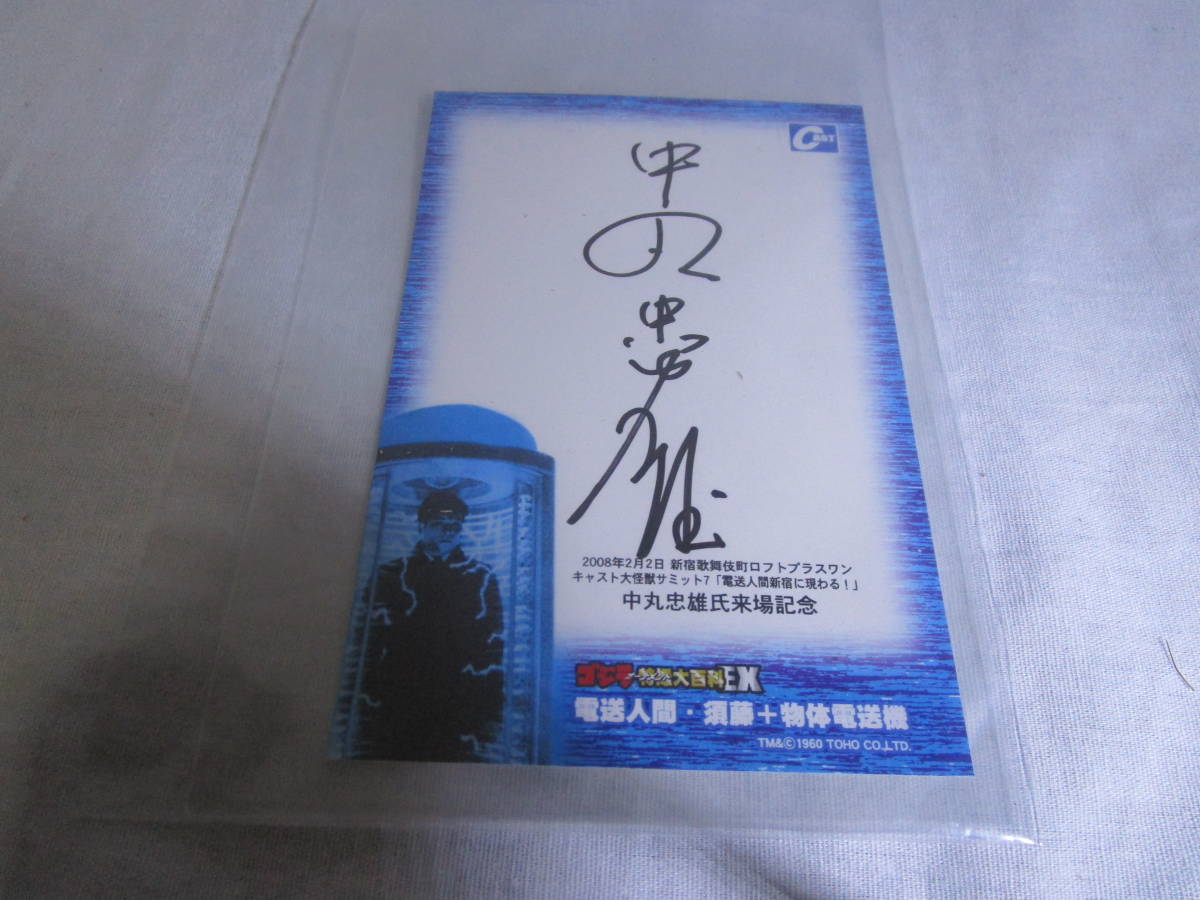 CAST
中丸
忠雄
2008年2月2日 新宿歌舞伎町ロフトプラスワン
キャスト大怪獣サミット7「電送人間新宿に現わる!」
中丸忠雄氏来場記念
ゴジラ 特撮大百科EX
電送人間・須藤+物体電送機
TM&©1960 TOHO CO.,LTD.